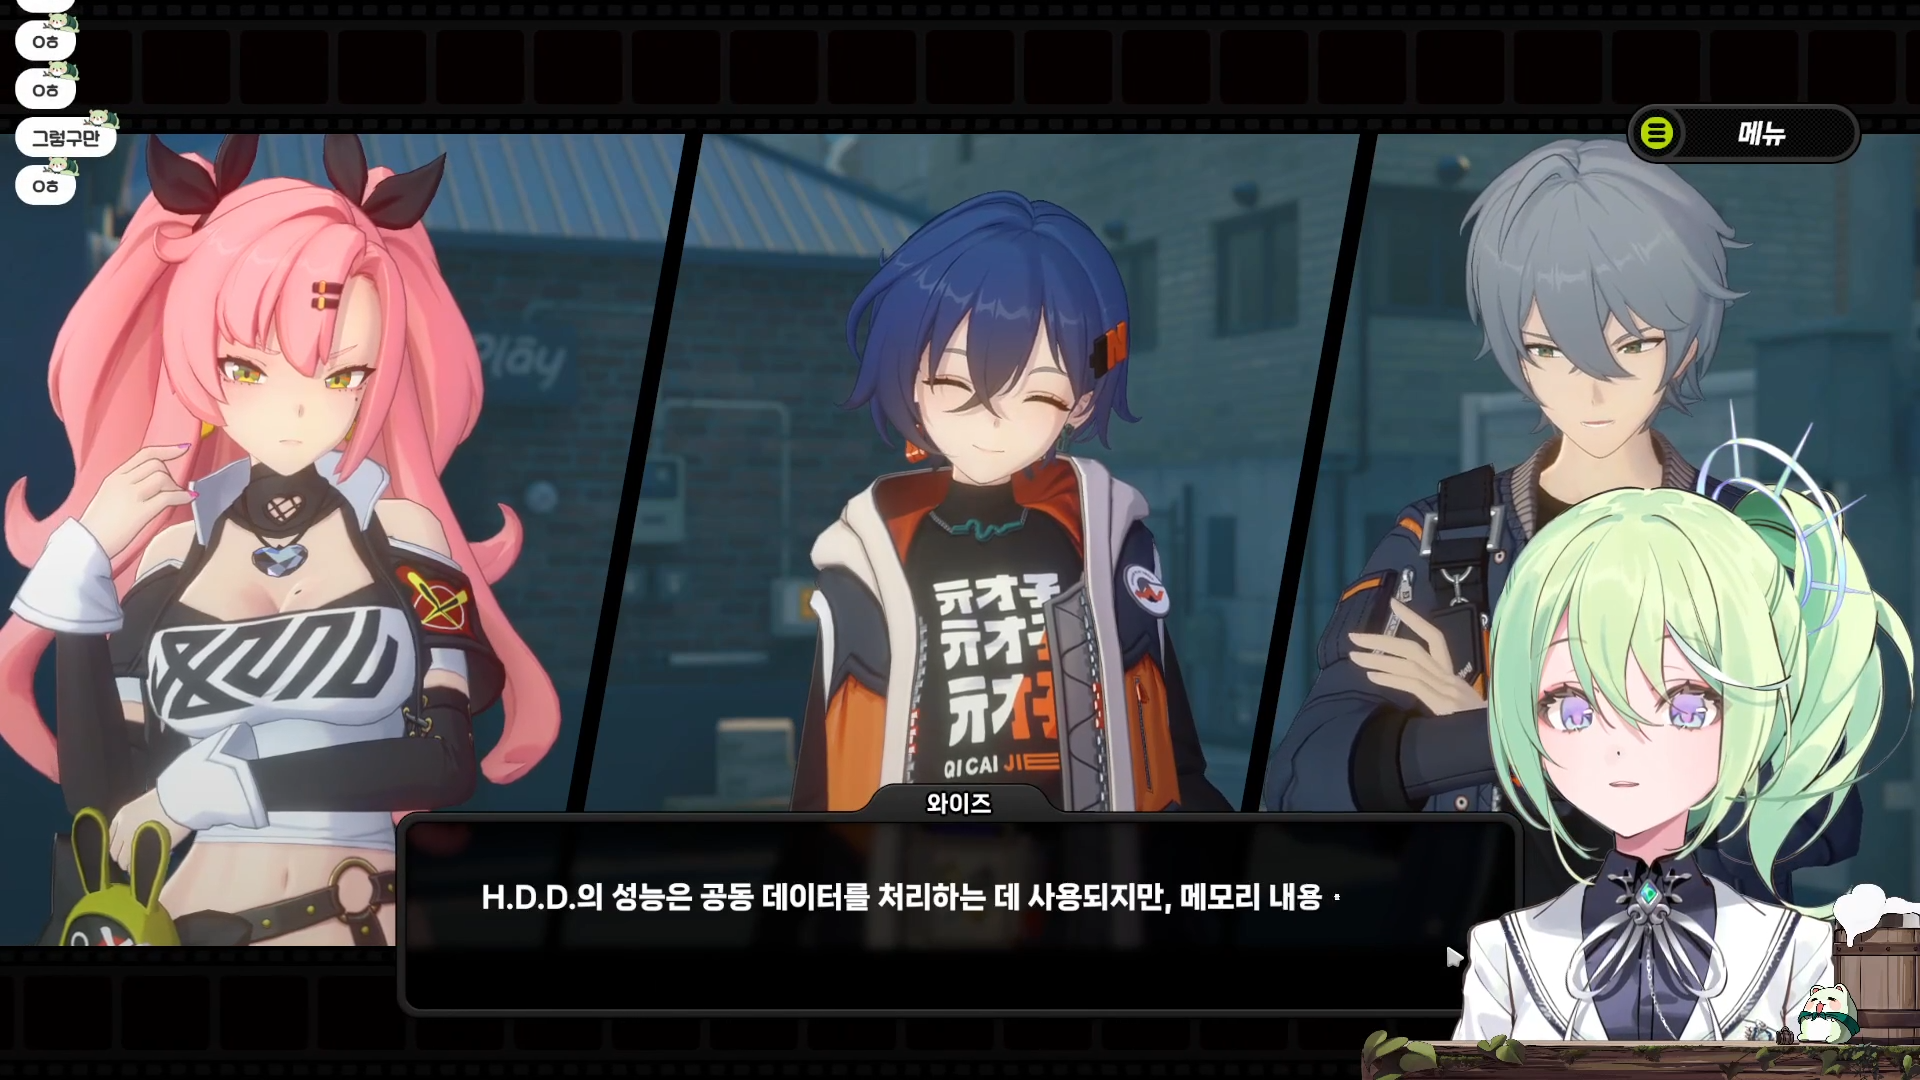 ㅇㅎ
ㅇㅎ
그렇구만
ㅇㅎ
메뉴
Play
QICAI JIE
와이즈
H.D.D.의 성능은 공동 데이터를 처리하는 데 사용되지만, 메모리 내용